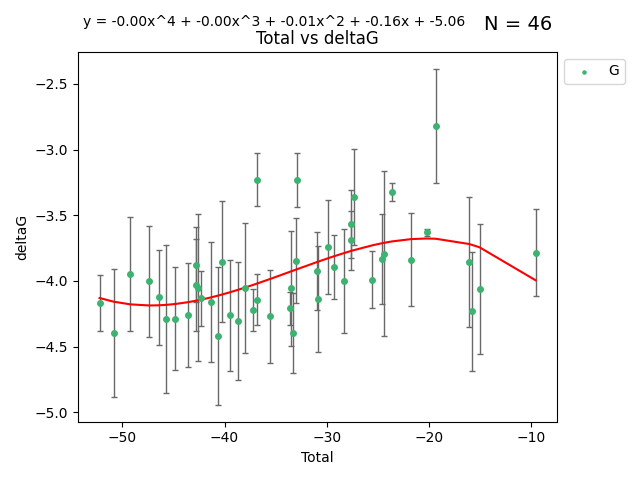 y = -0.00x^4 + -0.00x^3 + -0.01x^2 + -0.16x + -5.06
N = 46
Total vs deltaG
G
−2.5
−3.0
−3.5
−4.0
−4.5
−5.0
deltaG
−50 −40 −30 −20 −10
Total